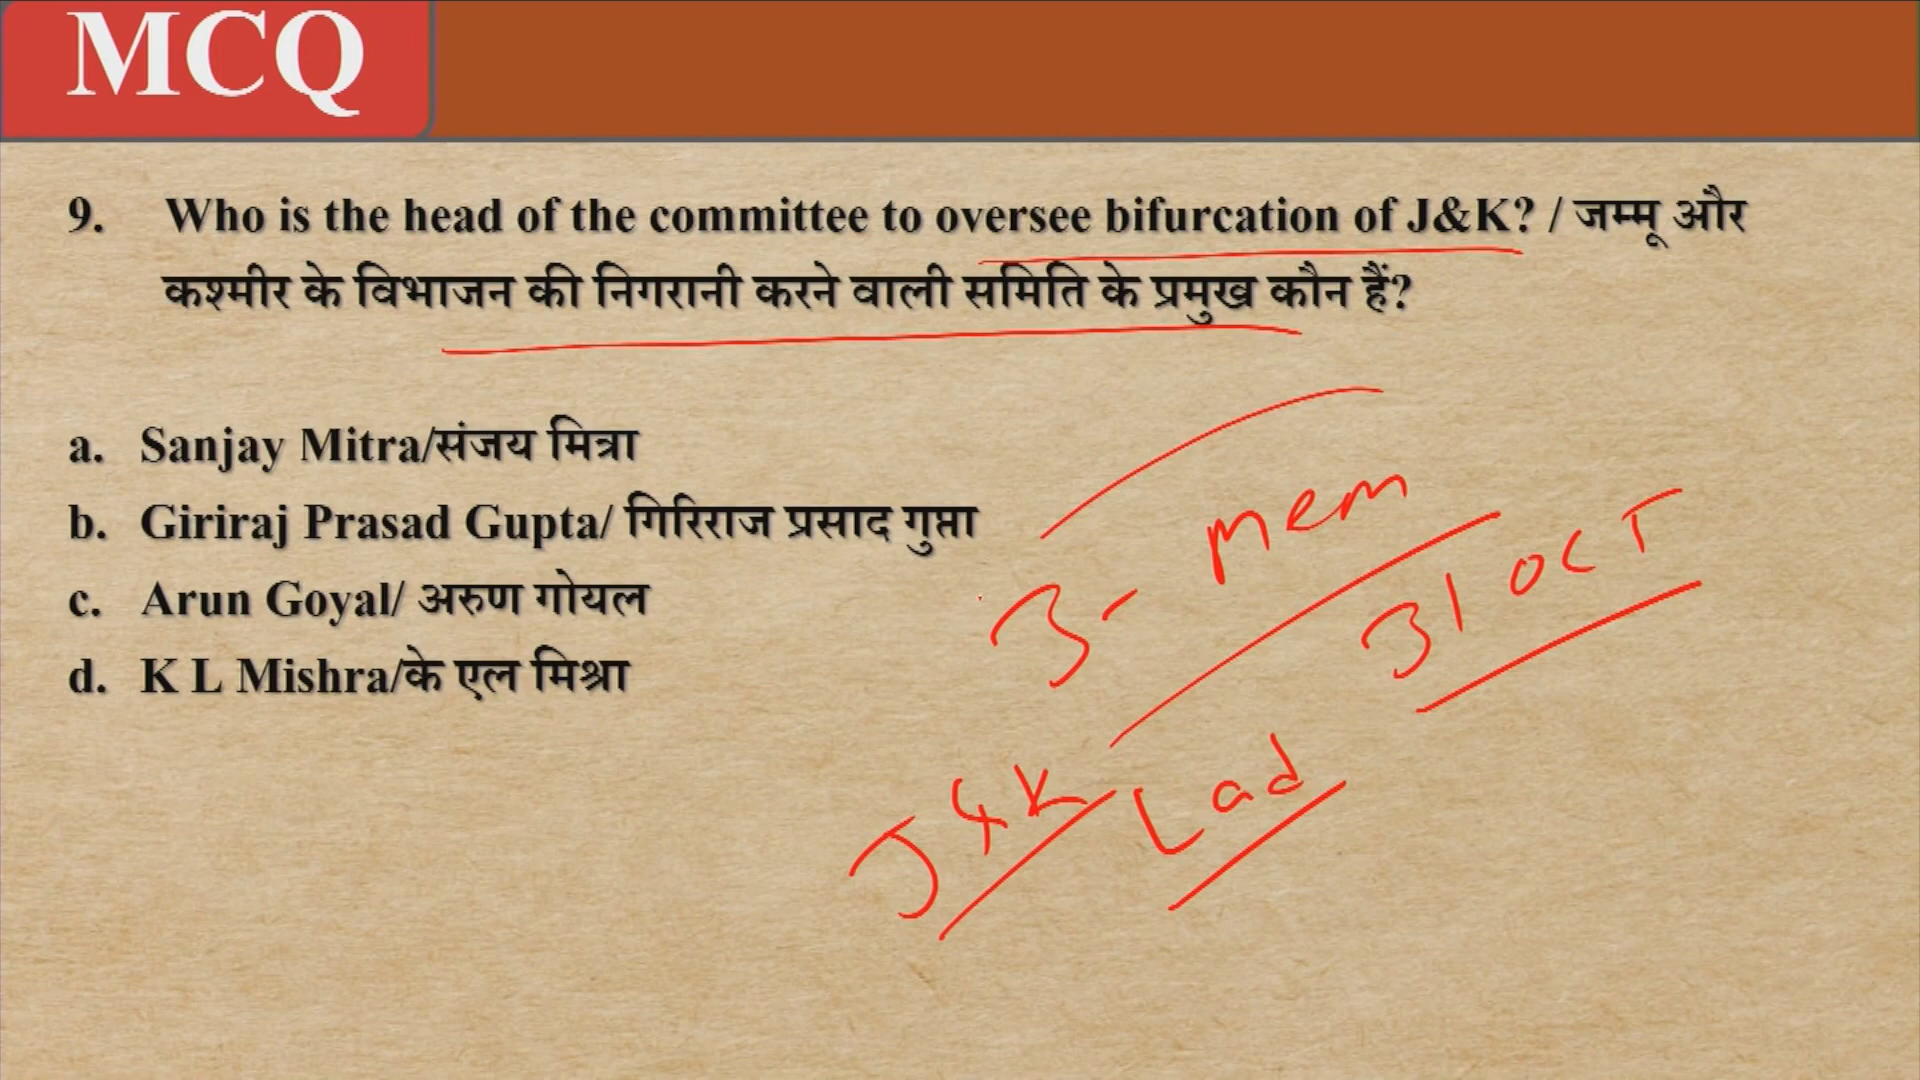 MCQ
9. Who is the head of the committee to oversee bifurcation of J&K? / जम्मू और
कश्मीर के विभाजन की निगरानी करने वाली समिति के प्रमुख कौन हैं?
a. Sanjay Mitra/संजय मित्रा
b. Giriraj Prasad Gupta/ गिरिराज प्रसाद गुप्ता
c. Arun Goyal/ अरुण गोयल
d. K L Mishra/के एल मिश्रा
3- mem
31 OCT
J&K Lad